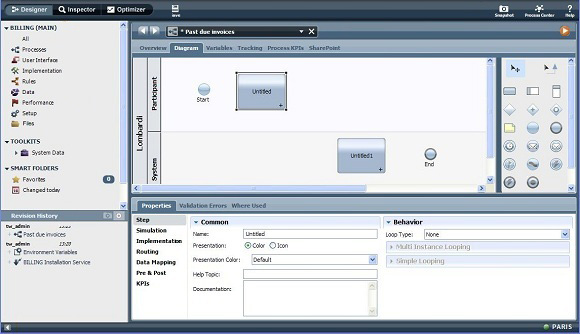 Designer Inspector Optimizer save Snapshot Process Center Help
BILLING (MAIN)
All
Processes
User Interface
Implementation
Rules
Data
Performance
Setup
Files
TOOLKITS
System Data
SMART FOLDERS
Favorites 0
Changed today
Revision History
tw_admin
Past due invoices
tw_admin 13:20
Environment Variables
BILLING Installation Service
* Past due invoices
Overview Diagram Variables Tracking Process KPIs SharePoint
Lombardi
Participant
Start
Untitled
System
Untitled1
End
Properties Validation Errors Where Used
Step
Simulation
Implementation
Routing
Data Mapping
Pre & Post
KPIs
Common
Name: Untitled
Presentation: Color Icon
Presentation Color: Default
Help Topic:
Documentation:
Behavior
Loop Type: None
Multi Instance Looping
Simple Looping
PARIS